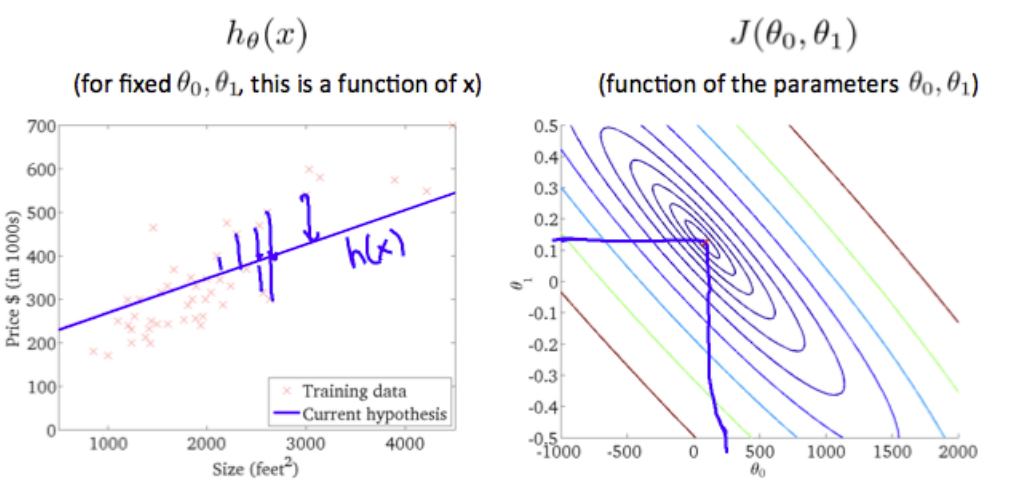 h_θ(x)
(for fixed θ₀, θ₁, this is a function of x)
700
600
500
400
300
200
100
0
Price $ (in 1000s)
1000
2000
3000
4000
Size (feet²)
h(x)
Training data
Current hypothesis
J(θ₀, θ₁)
(function of the parameters θ₀, θ₁)
0.5
0.4
0.3
0.2
0.1
0
-0.1
-0.2
-0.3
-0.4
-0.5
θ₁
-1000
-500
0
500
1000
1500
2000
θ₀